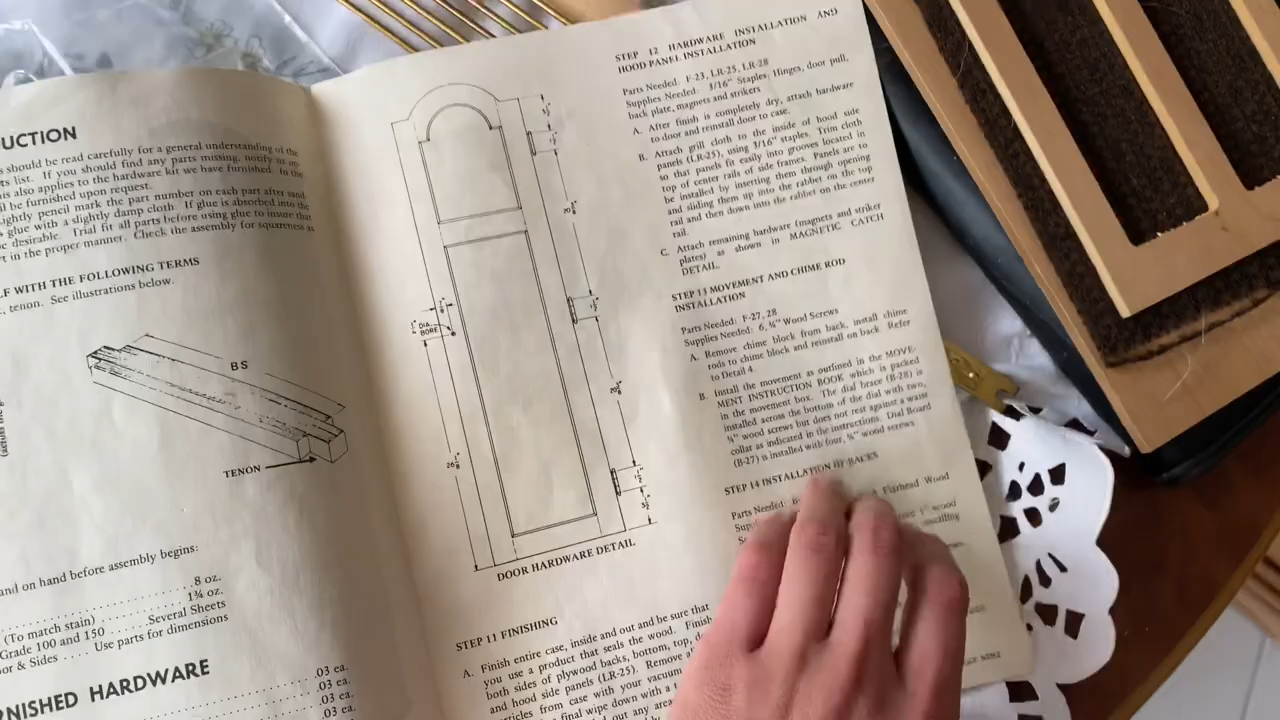 UCTION
s should be read carefully for a general understanding of the
ts list. If you should find any parts missing, notify us im-
his also applies to the hardware kit we have furnished. In the
ll be furnished upon request.
ightly pencil mark the part number on each part after sand
s glue with a slightly damp cloth. If glue is absorbed into the
e desirable. Trial fit all parts before using glue to insure that
rt in the proper manner. Check the assembly for squareness as
LF WITH THE FOLLOWING TERMS
, tenon. See illustrations below.
BS
TENON
and on hand before assembly begins:
8 oz.
1¾ oz.
(To match stain) Several Sheets
Grade 100 and 150
or & Sides ..... Use parts for dimensions
RNISHED HARDWARE
.03 ea.
.03 ea.
.03 ea.
DIA.
BORE
26 1/8
DOOR HARDWARE DETAIL
STEP 11 FINISHING
A. Finish entire case, inside and out and be sure that
you use a product that seals the wood. Finish
both sides of plywood backs, bottom, top,
and hood side panels (LR-25). Remove
particles from case with your vacuum
final wipe down with a
out any area
STEP 12 HARDWARE INSTALLATION AND
HOOD PANEL INSTALLATION
Parts Needed: F-23, LR-25, LR-28
Supplies Needed: 3/16" Staples, Hinges, door pull,
back plate, magnets and strikers
A. After finish is completely dry, attach hardware
to door and reinstall door to case.
B. Attach grill cloth to the inside of hood side
panels (LR-25), using 3/16" staples. Trim cloth
so that panels fit easily into grooves located in
top of center rails of side frames. Panels are to
be installed by inserting them through opening
and sliding them up into the rabbet on the top
rail and then down into the rabbet on the center
rail.
C. Attach remaining hardware (magnets and striker
plates) as shown in MAGNETIC CATCH
DETAIL.
STEP 13 MOVEMENT AND CHIME ROD
INSTALLATION
Parts Needed: F-27, 28
Supplies Needed: 6, ¾" Wood Screws
A. Remove chime block from back, install chime
rods to chime block and reinstall on back. Refer
to Detail 4.
B. Install the movement as outlined in the MOVE-
MENT INSTRUCTION BOOK which is packed
in the movement box. The dial brace (B-28) is
installed across the bottom of the dial with two,
¾" wood screws but does not rest against a waist
collar as indicated in the instructions. Dial Board
(B-27) is installed with four, ¾" wood screws
STEP 14 INSTALLATION BACKS
Parts Needed: Flathead Wood
Sup wood